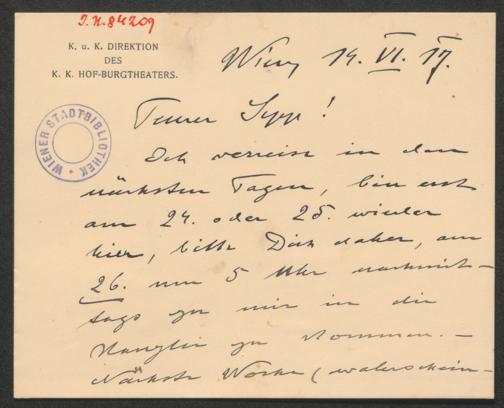 I.N. 84209
K. u. K. DIREKTION
DES
K. K. HOF-BURGTHEATERS.
Wien, 14. VI. 17.
WIENER STADTBIBLIOTHEK
Teurer Sepp!
Ich verreise in den
nächsten Tagen, bin erst
am 24. oder 25. wieder
hier, bitte Dich daher, am
26. um 5 Uhr nachmit-
tags zu mir in die
Kanzlei zu kommen. –
Nächste Woche (wahrschein-